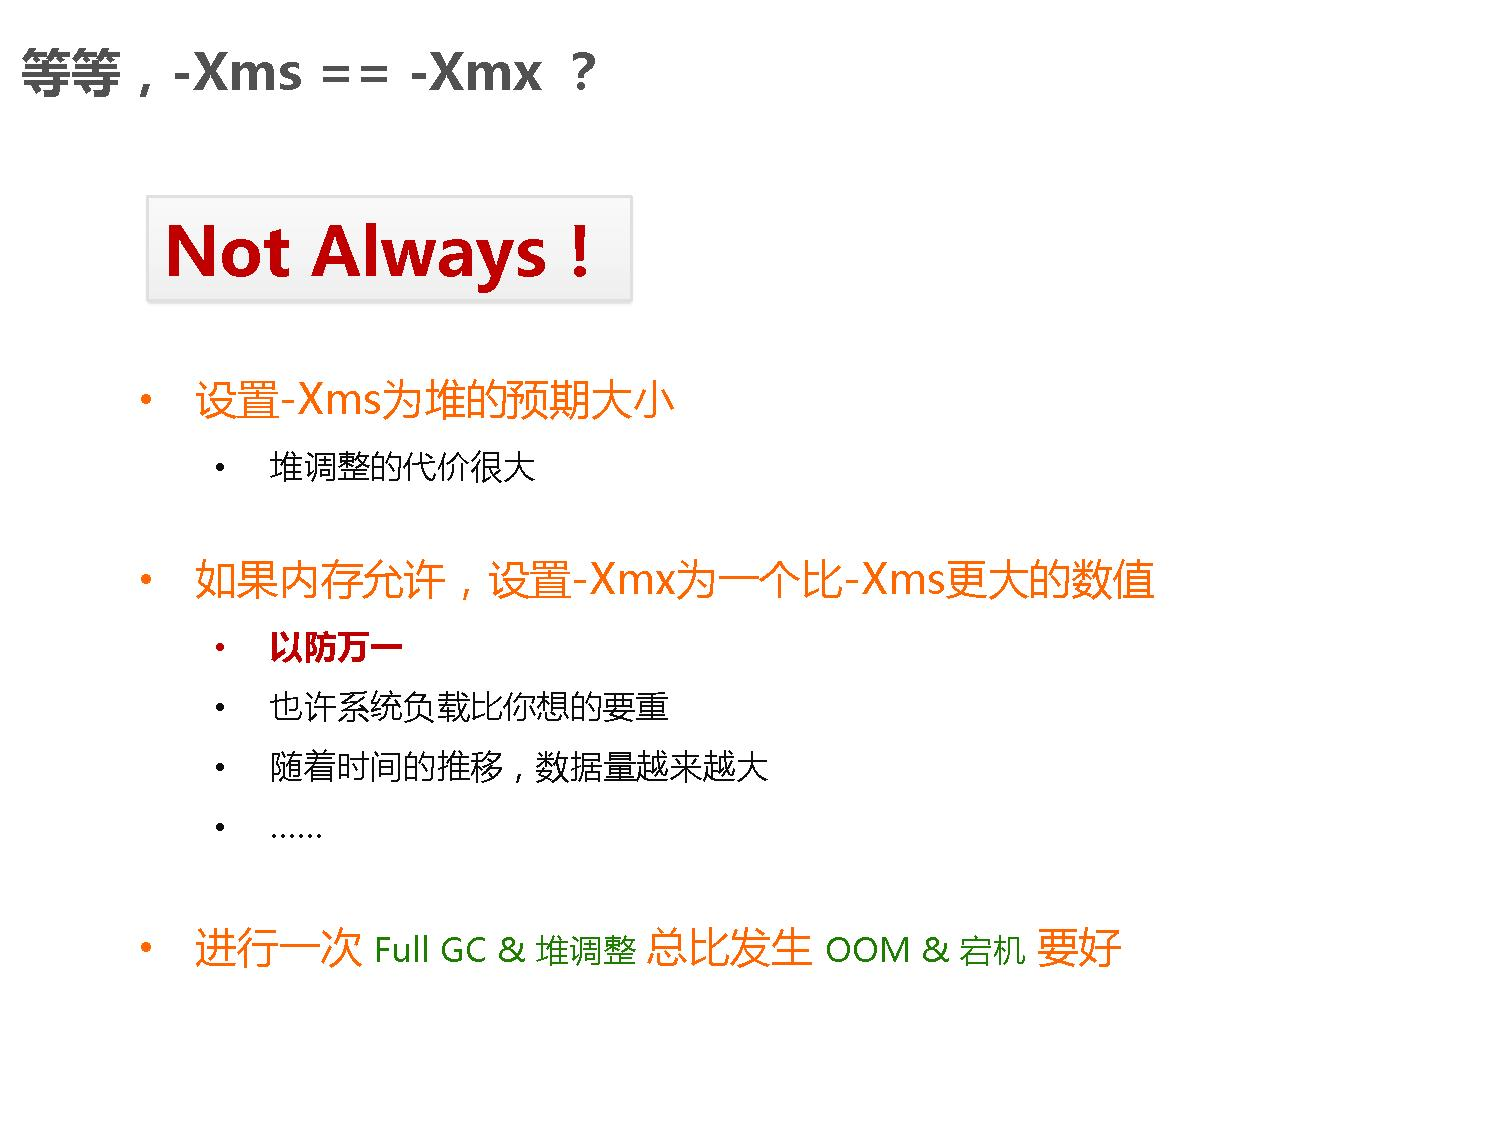 等等，-Xms == -Xmx ？
Not Always！
• 设置-Xms为堆的预期大小
• 堆调整的代价很大
• 如果内存允许，设置-Xmx为一个比-Xms更大的数值
• 以防万一
• 也许系统负载比你想的要重
• 随着时间的推移，数据量越来越大
• ……
• 进行一次 Full GC & 堆调整 总比发生 OOM & 宕机 要好